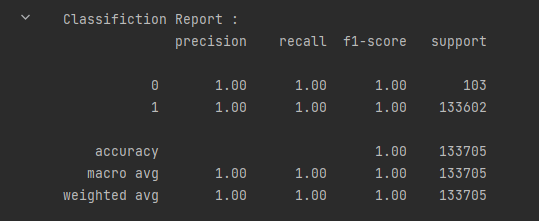 Classifiction Report :
precision recall f1-score support
0 1.00 1.00 1.00 103
1 1.00 1.00 1.00 133602
accuracy 1.00 133705
macro avg 1.00 1.00 1.00 133705
weighted avg 1.00 1.00 1.00 133705